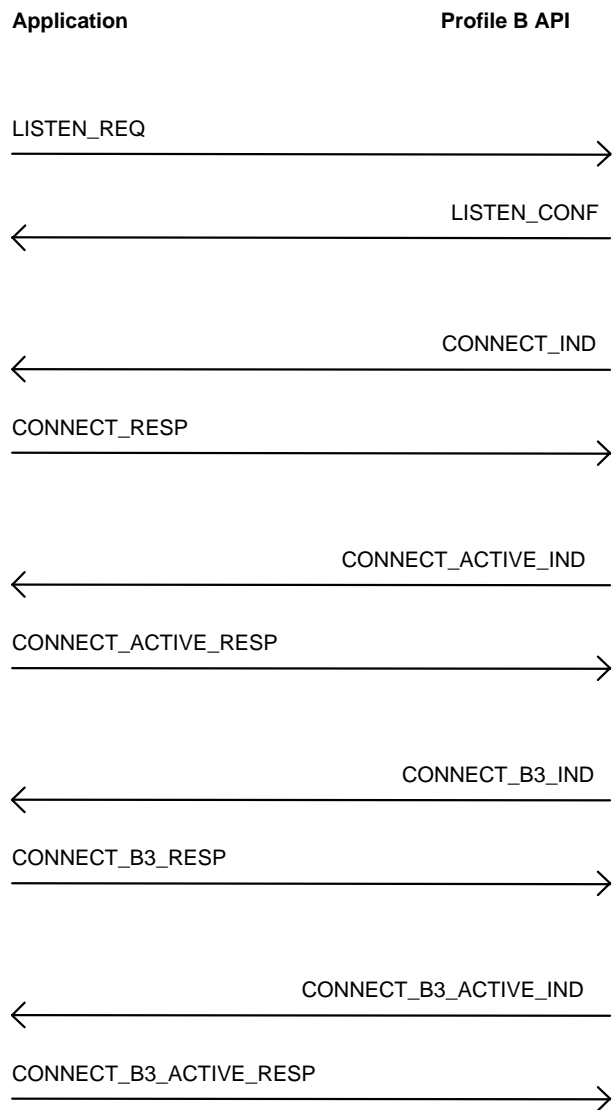 Application Profile B API
LISTEN_REQ
LISTEN_CONF
CONNECT_IND
CONNECT_RESP
CONNECT_ACTIVE_IND
CONNECT_ACTIVE_RESP
CONNECT_B3_IND
CONNECT_B3_RESP
CONNECT_B3_ACTIVE_IND
CONNECT_B3_ACTIVE_RESP